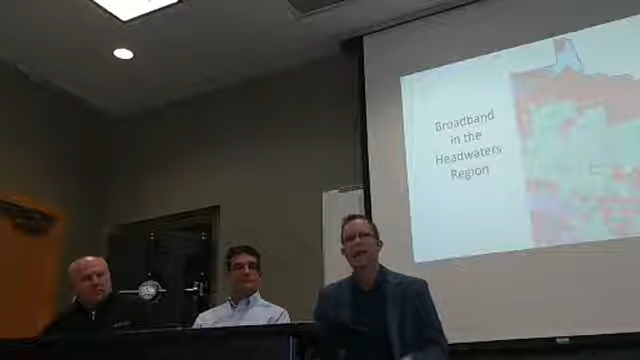 Broadband
in the
Headwaters
Region